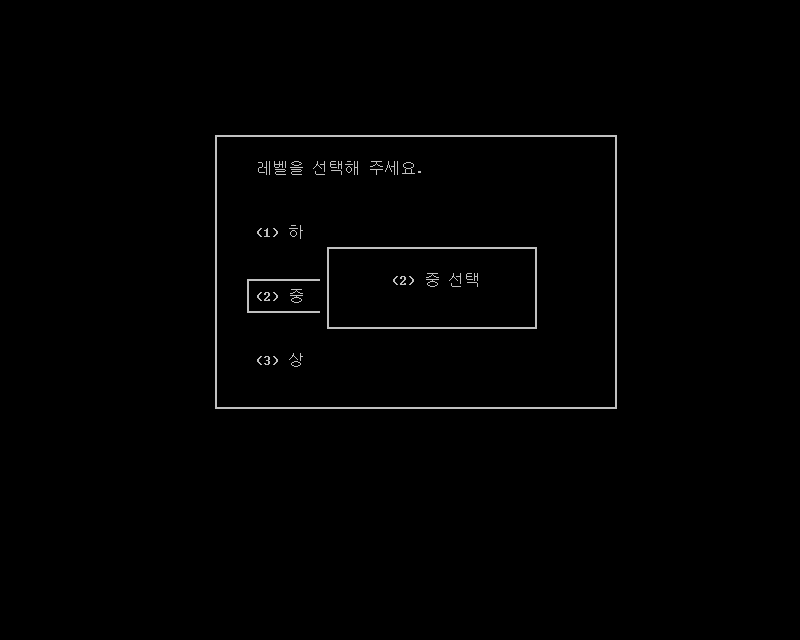 레벨을 선택해 주세요.
(1) 하
(2) 중 선택
(2) 중
(3) 상